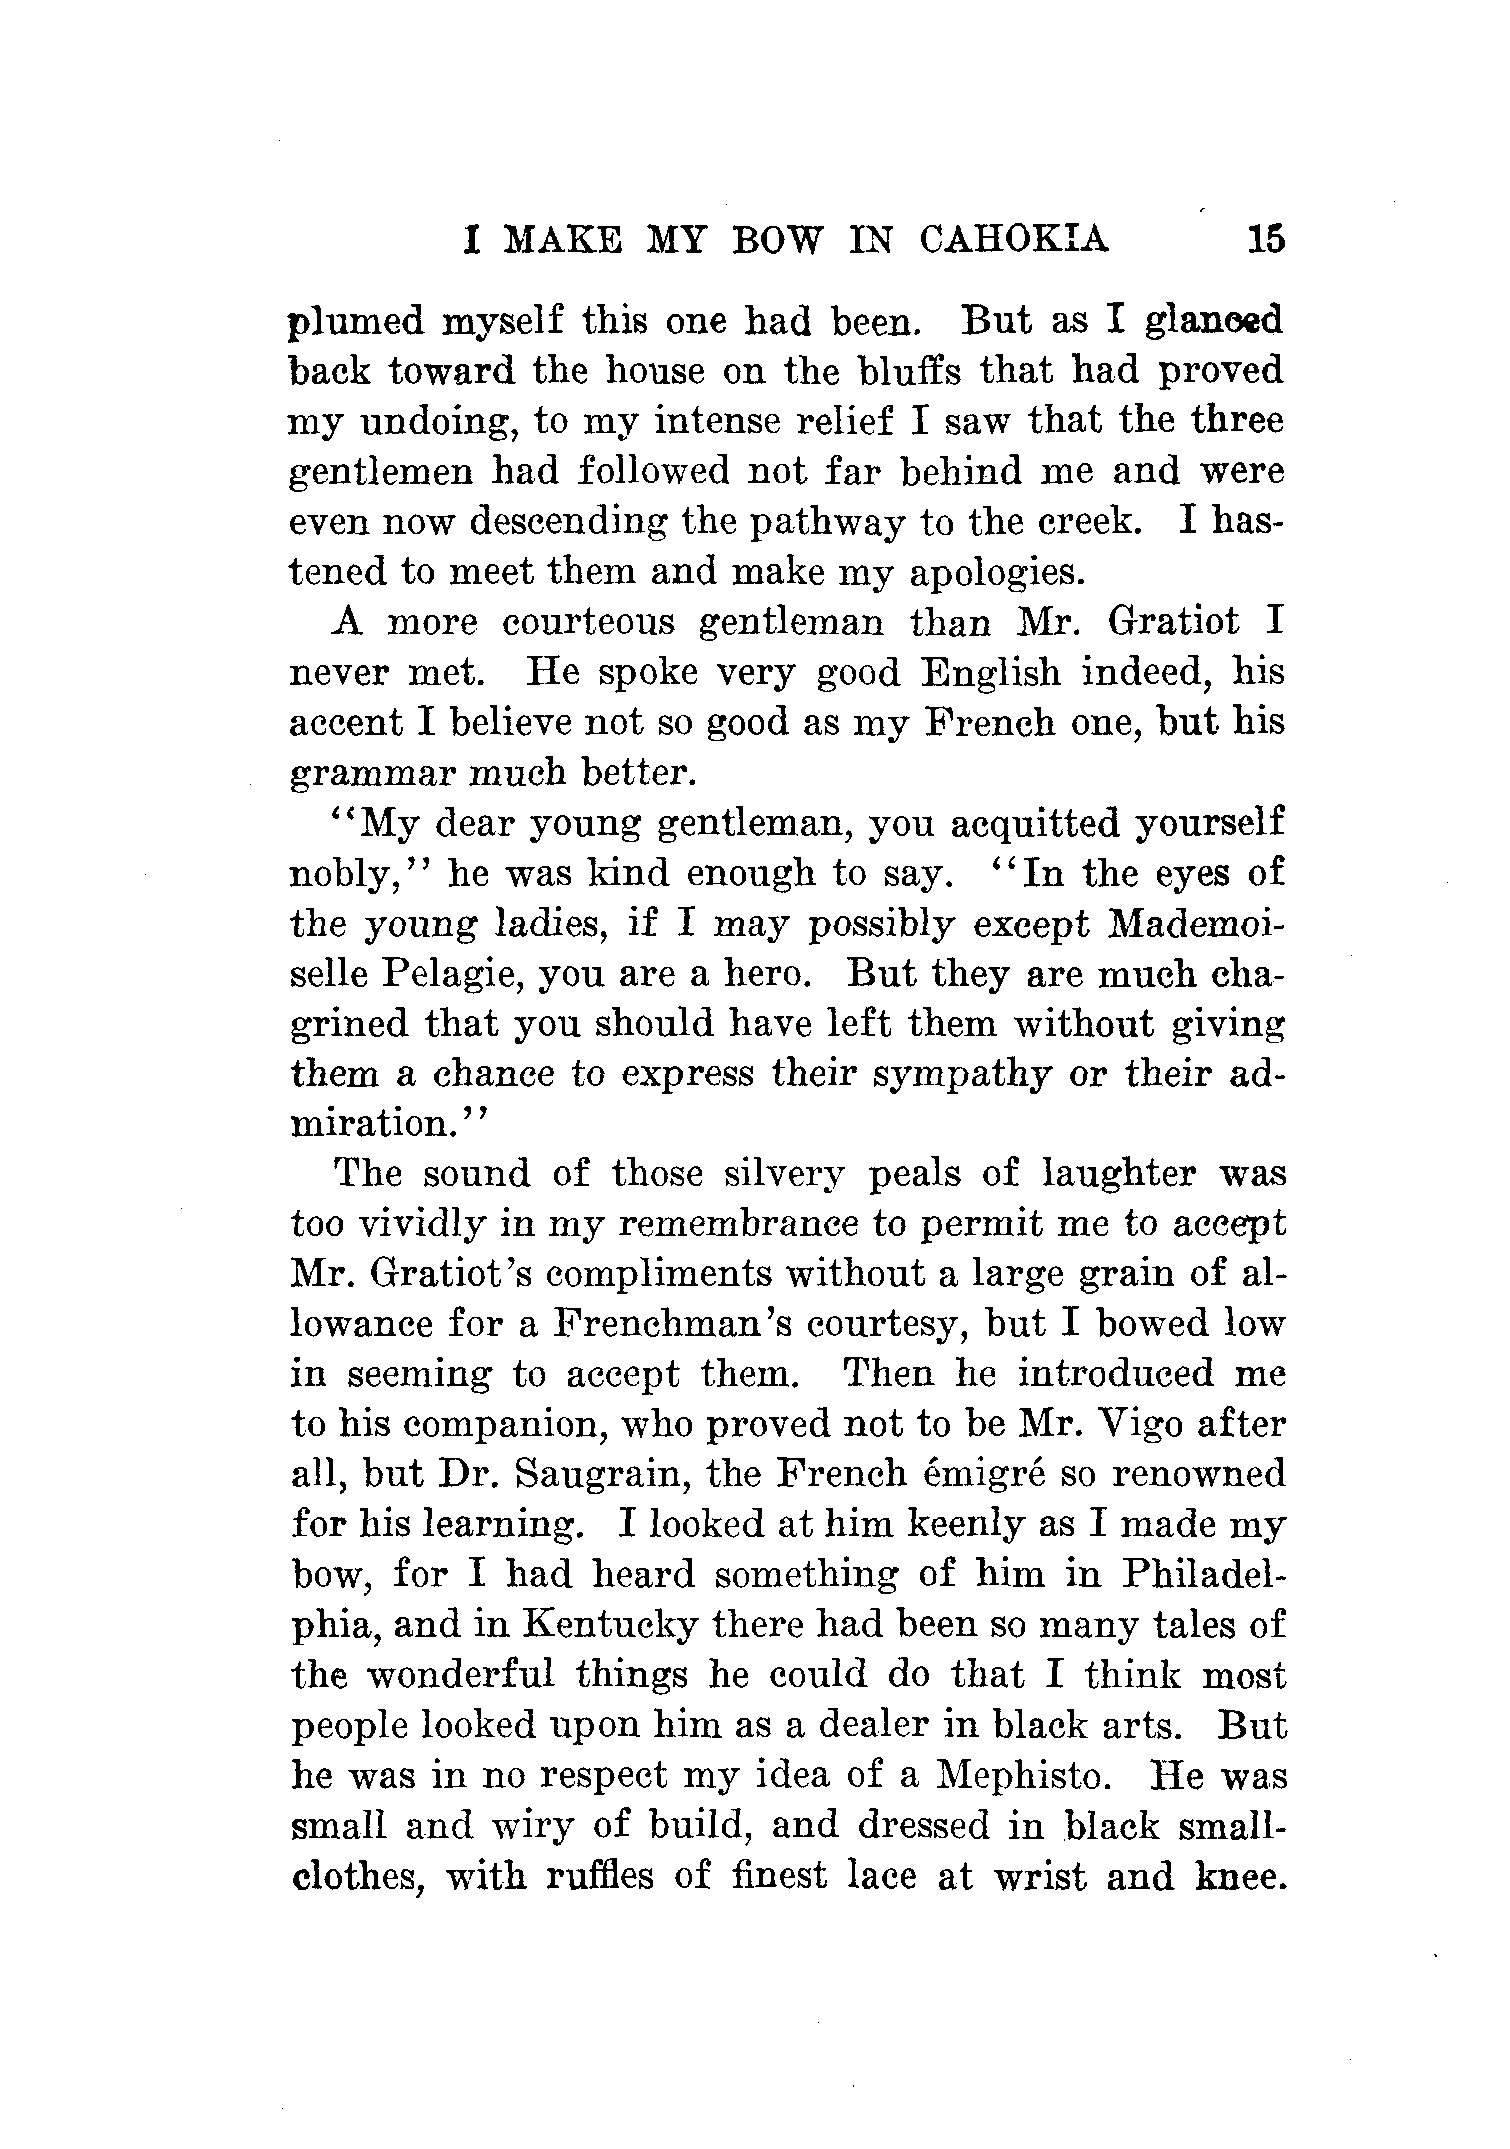 I MAKE MY BOW IN CAHOKIA 15
plumed myself this one had been. But as I glanced
back toward the house on the bluffs that had proved
my undoing, to my intense relief I saw that the three
gentlemen had followed not far behind me and were
even now descending the pathway to the creek. I has-
tened to meet them and make my apologies.
A more courteous gentleman than Mr. Gratiot I
never met. He spoke very good English indeed, his
accent I believe not so good as my French one, but his
grammar much better.
"My dear young gentleman, you acquitted yourself
nobly," he was kind enough to say. "In the eyes of
the young ladies, if I may possibly except Mademoi-
selle Pelagie, you are a hero. But they are much cha-
grined that you should have left them without giving
them a chance to express their sympathy or their ad-
miration."
The sound of those silvery peals of laughter was
too vividly in my remembrance to permit me to accept
Mr. Gratiot's compliments without a large grain of al-
lowance for a Frenchman's courtesy, but I bowed low
in seeming to accept them. Then he introduced me
to his companion, who proved not to be Mr. Vigo after
all, but Dr. Saugrain, the French émigré so renowned
for his learning. I looked at him keenly as I made my
bow, for I had heard something of him in Philadel-
phia, and in Kentucky there had been so many tales of
the wonderful things he could do that I think most
people looked upon him as a dealer in black arts. But
he was in no respect my idea of a Mephisto. He was
small and wiry of build, and dressed in black small-
clothes, with ruffles of finest lace at wrist and knee.